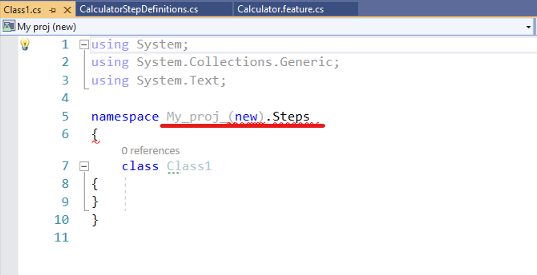 Class1.cs CalculatorStepDefinitions.cs Calculator.feature.cs
My proj (new)
1 using System;
2 using System.Collections.Generic;
3 using System.Text;
4
5 namespace My_proj_(new).Steps
6 {
0 references
7 class Class1
8 {
9 }
10 }
11